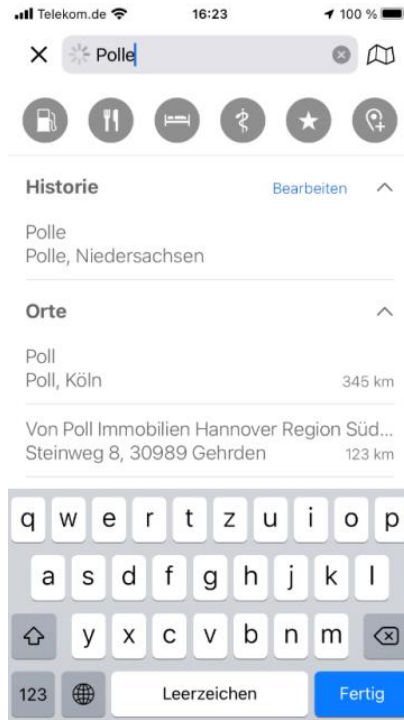 Telekom.de 16:23 100 %
Polle
Historie Bearbeiten
Polle
Polle, Niedersachsen
Orte
Poll
Poll, Köln 345 km
Von Poll Immobilien Hannover Region Süd...
Steinweg 8, 30989 Gehrden 123 km
q w e r t z u i o p
a s d f g h j k l
y x c v b n m
123 Leerzeichen Fertig